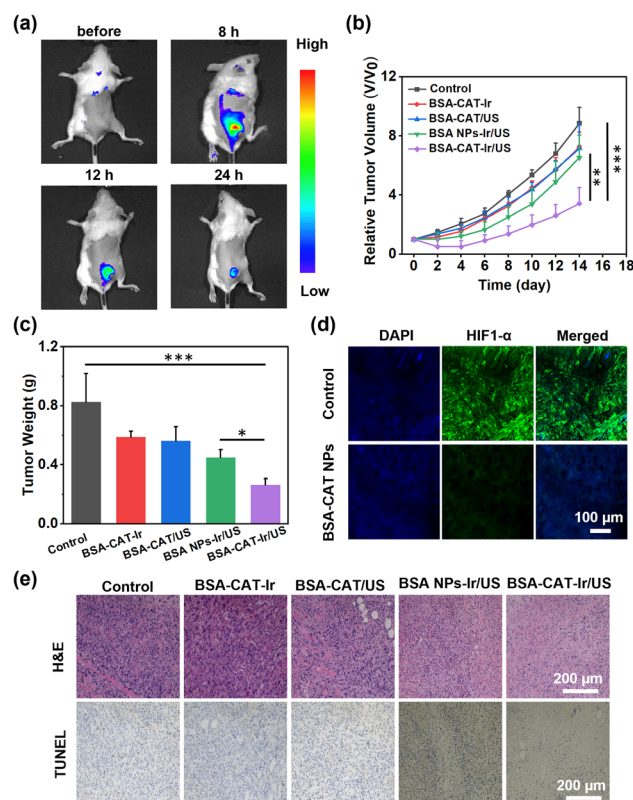 (a)
before
8 h
High
12 h
24 h
Low
(b)
Relative Tumor Volume (V/V0)
12
8
4
0
Control
BSA-CAT-Ir
BSA-CAT/US
BSA NPs-Ir/US
BSA-CAT-Ir/US
**
***
0 2 4 6 8 10 12 14 16 18
Time (day)
(c)
Tumor Weight (g)
1.2
0.8
0.4
0.0
***
*
Control
BSA-CAT-Ir
BSA-CAT/US
BSA NPs-Ir/US
BSA-CAT-Ir/US
(d)
DAPI HIF1-α Merged
Control
BSA-CAT NPs
100 μm
(e)
Control BSA-CAT-Ir BSA-CAT/US BSA NPs-Ir/US BSA-CAT-Ir/US
H&E
200 μm
TUNEL
200 μm